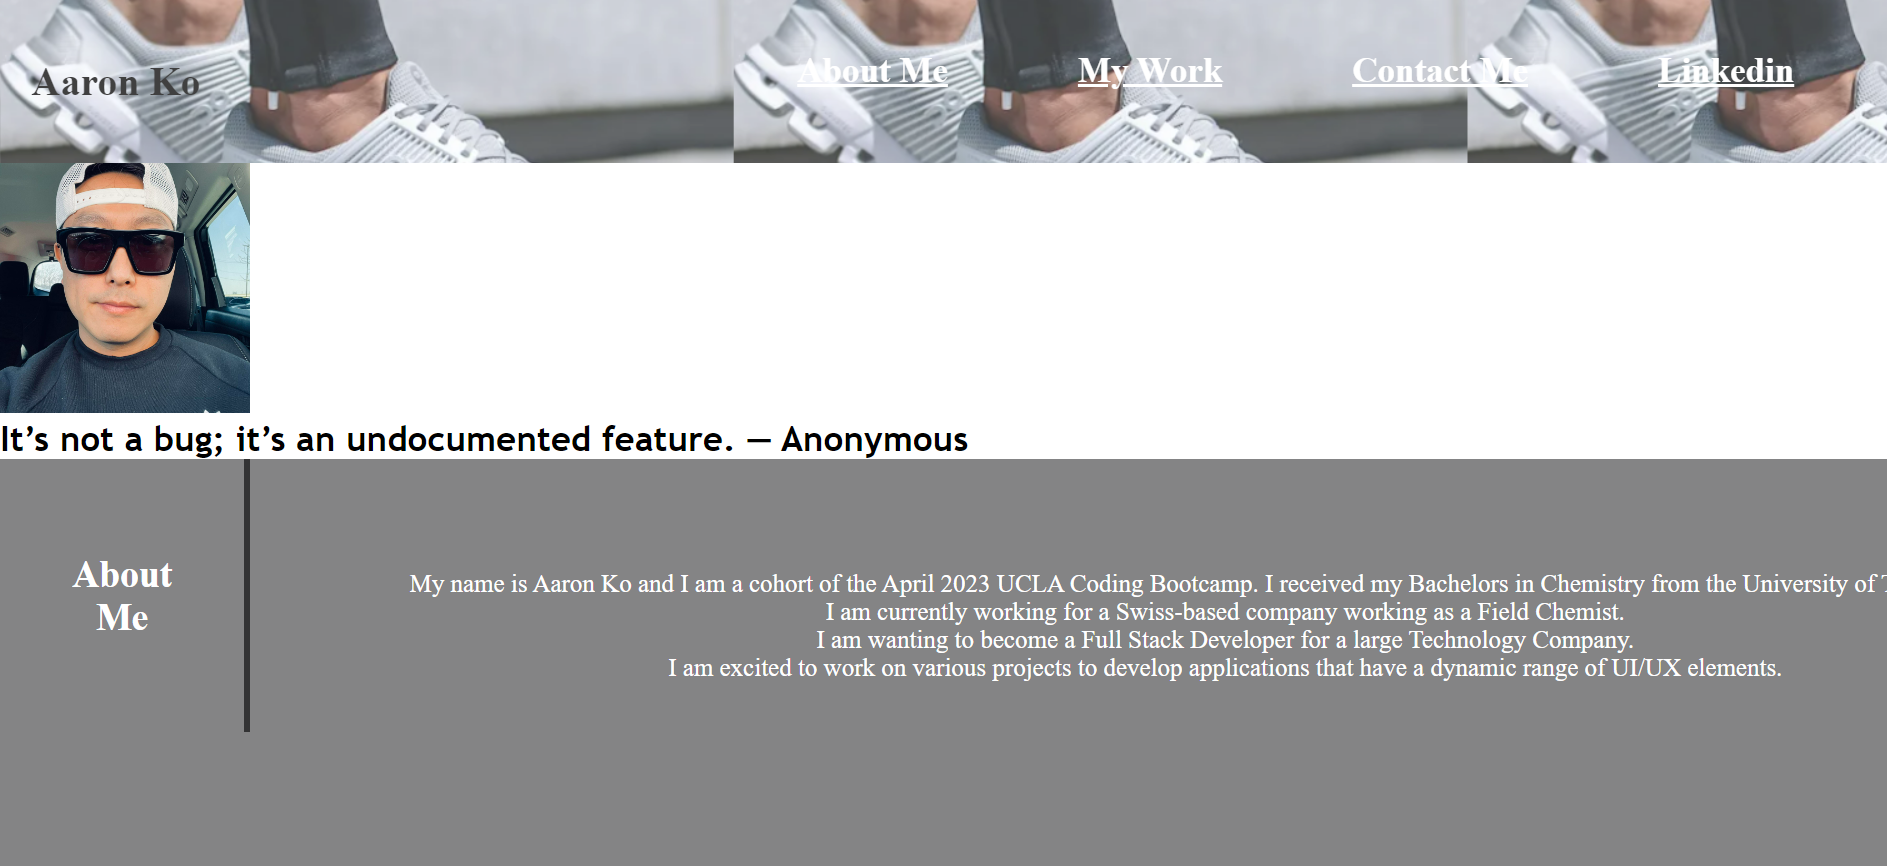 Aaron Ko
About Me My Work Contact Me Linkedin
It’s not a bug; it’s an undocumented feature. — Anonymous
About
Me
My name is Aaron Ko and I am a cohort of the April 2023 UCLA Coding Bootcamp. I received my Bachelors in Chemistry from the University of
I am currently working for a Swiss-based company working as a Field Chemist.
I am wanting to become a Full Stack Developer for a large Technology Company.
I am excited to work on various projects to develop applications that have a dynamic range of UI/UX elements.